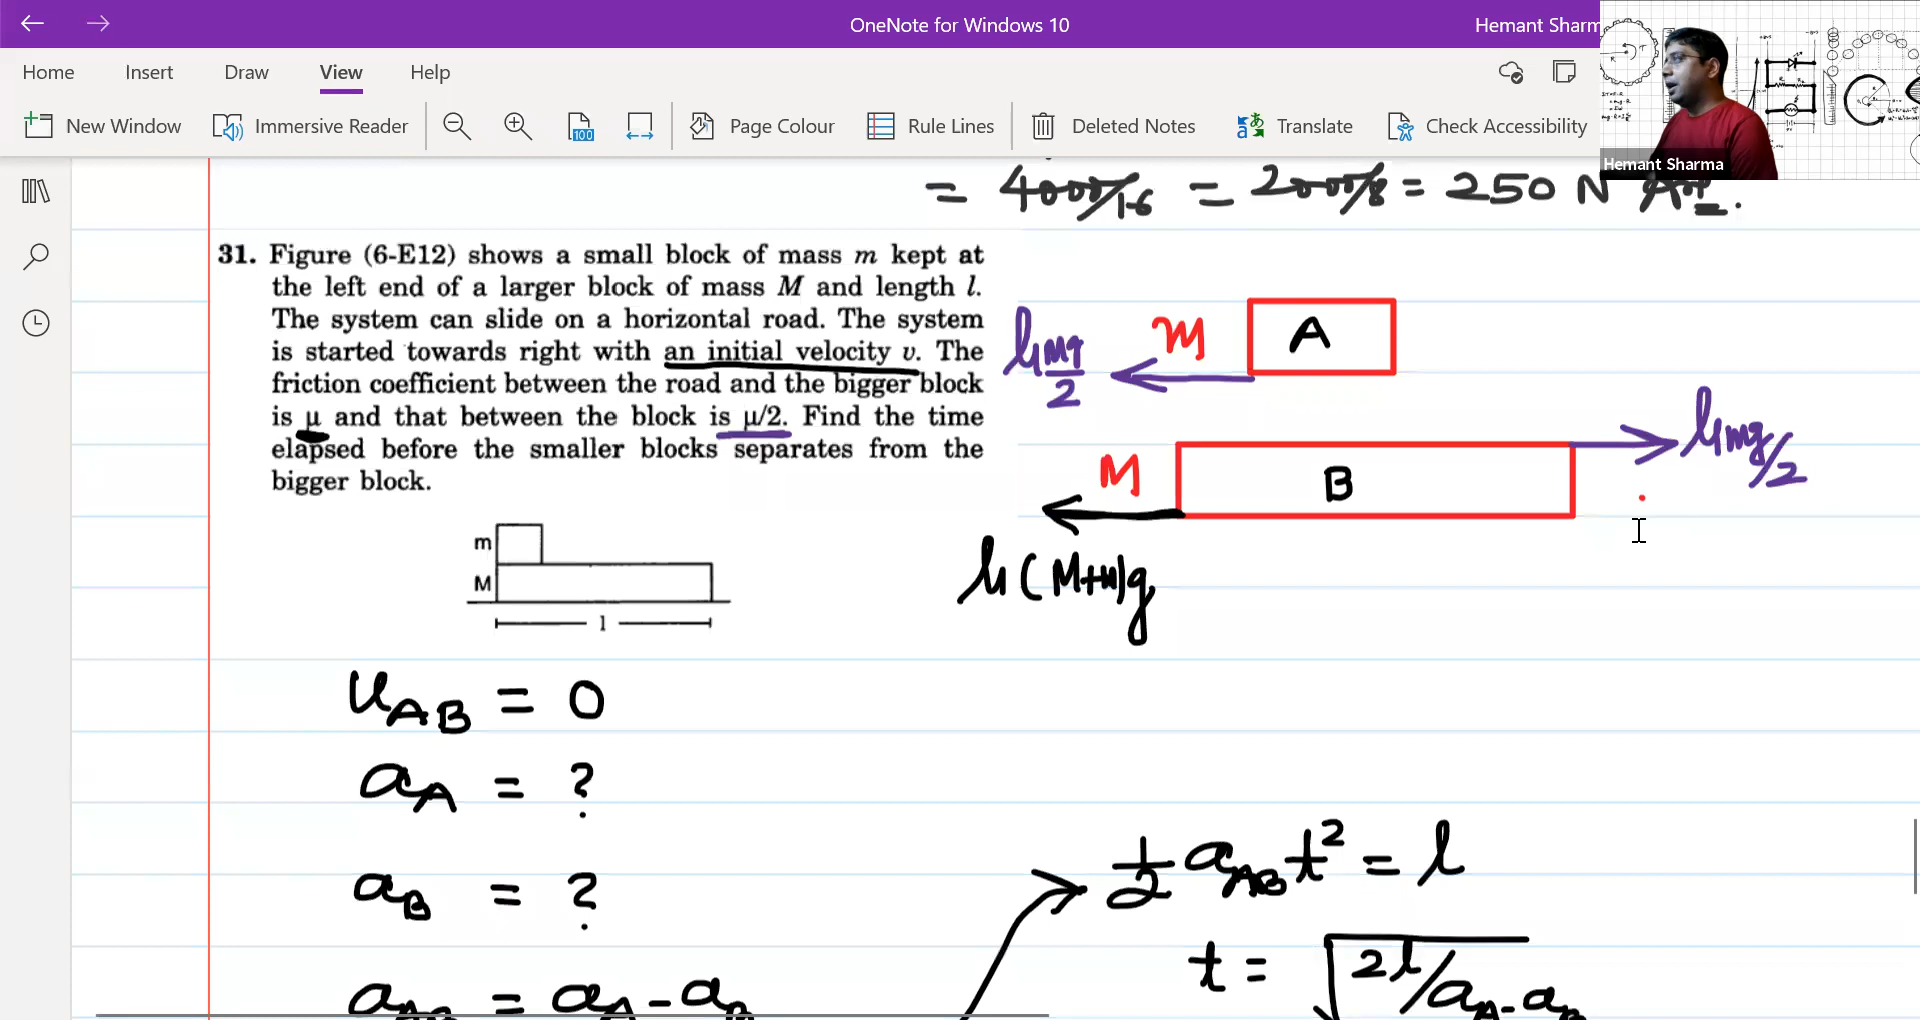 OneNote for Windows 10
Hemant Sharm
Home Insert Draw View Help
New Window Immersive Reader 100 Page Colour Rule Lines Deleted Notes Translate Check Accessibility
Hemant Sharma
= 4000/16 = 2000/8 = 250 N Ans.
31. Figure (6-E12) shows a small block of mass m kept at
the left end of a larger block of mass M and length l.
The system can slide on a horizontal road. The system
is started towards right with an initial velocity v. The
friction coefficient between the road and the bigger block
is μ and that between the block is μ/2. Find the time
elapsed before the smaller blocks separates from the
bigger block.
m
M
l
μmg/2 m A
M B μmg/2
μ(M+m)g
u_AB = 0
a_A = ?
a_B = ?
a_AB = a_A - a_B
1/2 a_AB t² = l
t = √2l/a_A-a_B